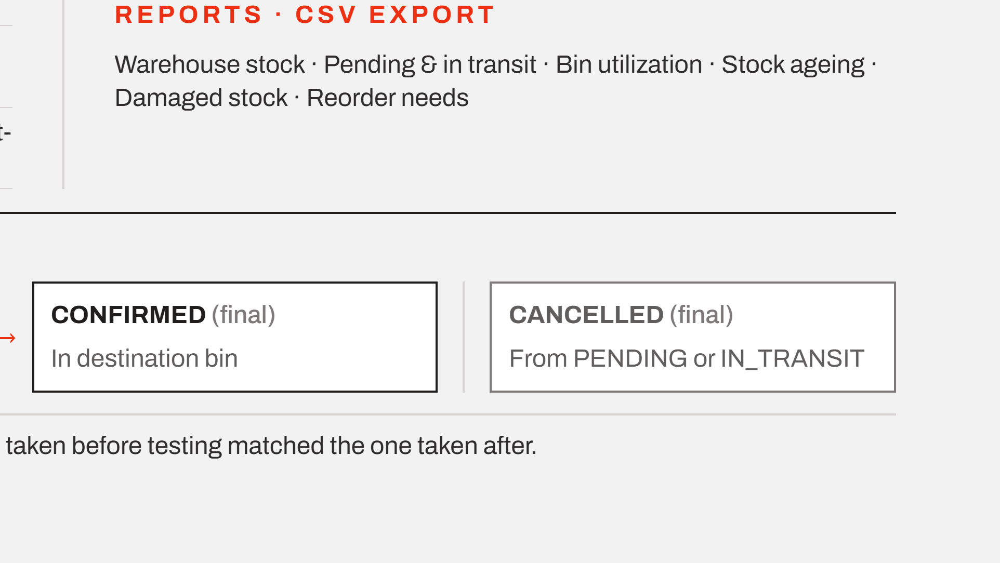 REPORTS · CSV EXPORT
Warehouse stock · Pending & in transit · Bin utilization · Stock ageing ·
Damaged stock · Reorder needs
t-
→
CONFIRMED (final)
In destination bin
CANCELLED (final)
From PENDING or IN_TRANSIT
taken before testing matched the one taken after.